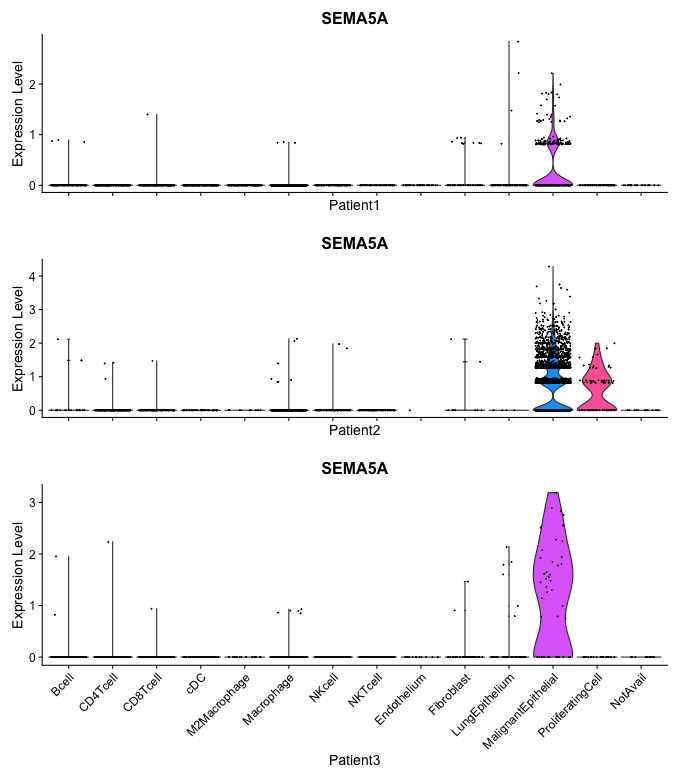 SEMA5A
Expression Level
2
1
0
Patient1
SEMA5A
Expression Level
4
3
2
1
0
Patient2
SEMA5A
Expression Level
3
2
1
0
Bcell
CD4Tcell
CD8Tcell
cDC
M2Macrophage
Macrophage
NKcell
NKTcell
Endothelium
Fibroblast
LungEpithelium
MalignantEpithelial
ProliferatingCell
NotAvail
Patient3